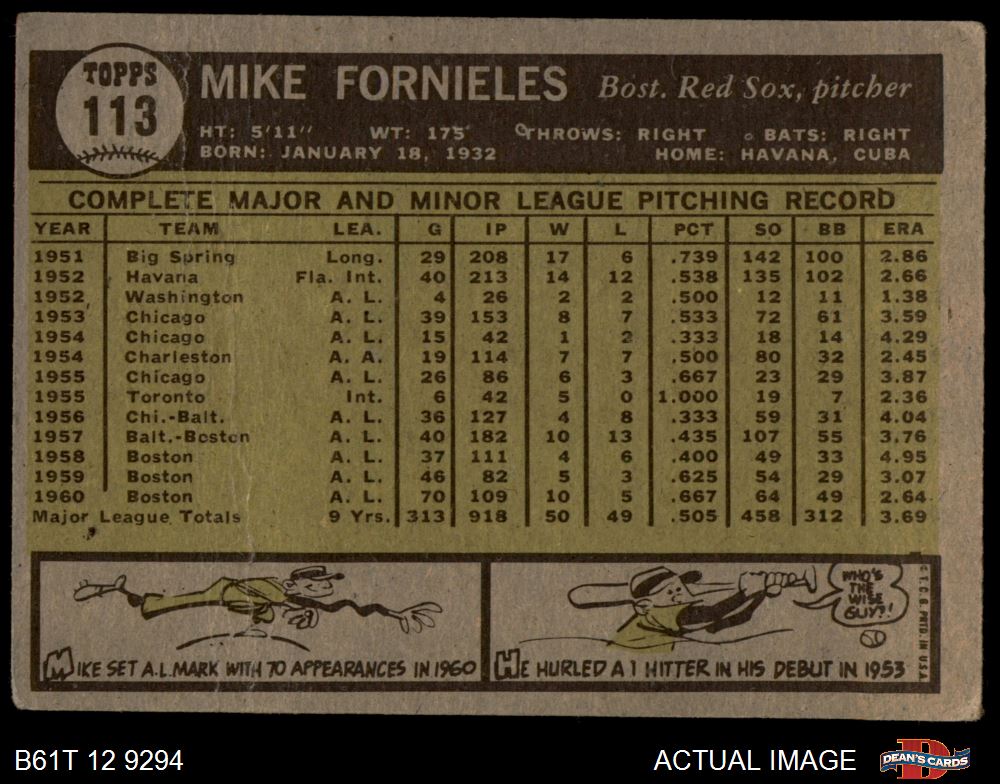 TOPPS
113
MIKE FORNIELES Bost. Red Sox, pitcher
HT: 5'11" WT: 175 THROWS: RIGHT BATS: RIGHT
BORN: JANUARY 18, 1932 HOME: HAVANA, CUBA
COMPLETE MAJOR AND MINOR LEAGUE PITCHING RECORD
YEAR TEAM LEA. G IP W L PCT SO BB ERA
1951 Big Spring Long. 29 208 17 6 .739 142 100 2.86
1952 Havana Fla. Int. 40 213 14 12 .538 135 102 2.66
1952 Washington A. L. 4 26 2 2 .500 12 11 1.38
1953 Chicago A. L. 39 153 8 7 .533 72 61 3.59
1954 Chicago A. L. 15 42 1 2 .333 18 14 4.29
1954 Charleston A. A. 19 114 7 7 .500 80 32 2.45
1955 Chicago A. L. 26 86 6 3 .667 23 29 3.87
1955 Toronto Int. 6 42 5 0 1.000 19 7 2.36
1956 Chi.-Balt. A. L. 36 127 4 8 .333 59 31 4.04
1957 Balt.-Boston A. L. 40 182 10 13 .435 107 55 3.76
1958 Boston A. L. 37 111 4 6 .400 49 33 4.95
1959 Boston A. L. 46 82 5 3 .625 54 29 3.07
1960 Boston A. L. 70 109 10 5 .667 64 49 2.64
Major League Totals 9 Yrs. 313 918 50 49 .505 458 312 3.69
MIKE SET A.L. MARK WITH 70 APPEARANCES IN 1960
WHO'S
THE
WISE
GUY?!
HE HURLED A 1 HITTER IN HIS DEBUT IN 1953
© T. C. G. PRTD. IN U.S.A.
B61T 12 9294
ACTUAL IMAGE
D
DEAN'S CARDS